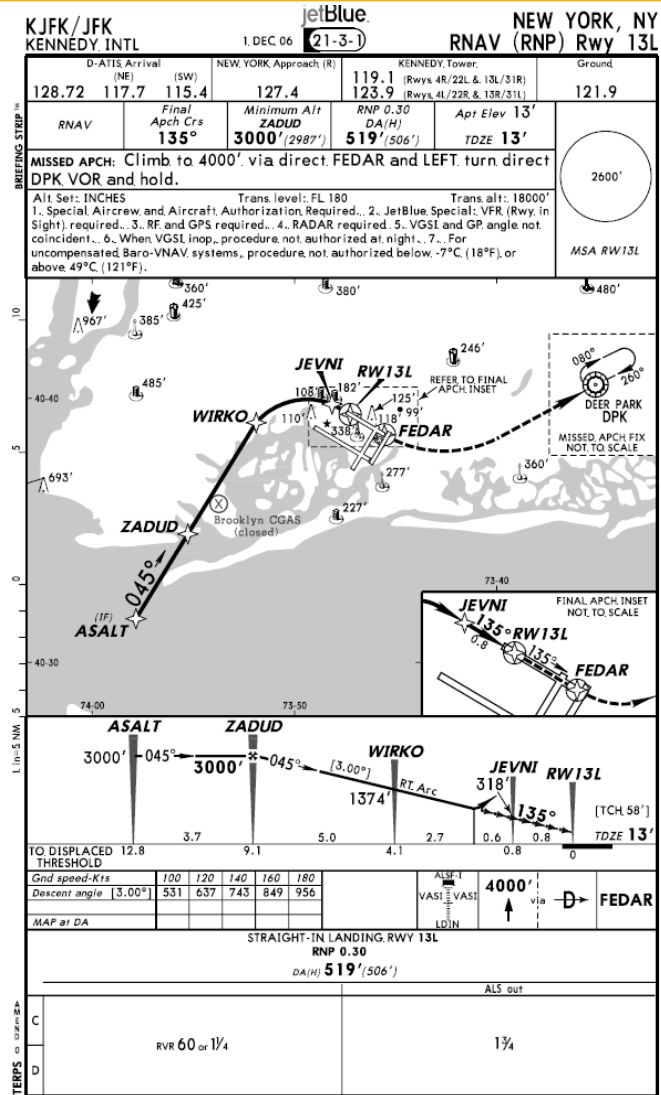 jetBlue
KJFK/JFK
KENNEDY INTL
1 DEC 06
21-3-1
NEW YORK, NY
RNAV (RNP) Rwy 13L
D-ATIS Arrival
(NE)
(SW)
128.72 117.7 115.4
NEW YORK Approach (R)
127.4
KENNEDY Tower
119.1 (Rwys 4R/22L & 13L/31R)
123.9 (Rwys 4L/22R & 13R/31L)
Ground
121.9
BRIEFING STRIP™
RNAV
Final
Apch Crs
135°
Minimum Alt
ZADUD
3000' (2987')
RNP 0.30
DA(H)
519' (506')
Apt Elev 13'
TDZE 13'
MISSED APCH: Climb to 4000' via direct FEDAR and LEFT turn direct
DPK VOR and hold.
Alt Set: INCHES Trans level: FL 180 Trans alt: 18000'
1. Special Aircrew and Aircraft Authorization Required. 2. JetBlue Special: VFR (Rwy in
Sight) required. 3. RF and GPS required. 4. RADAR required. 5. VGSI and GP angle not
coincident. 6. When VGSI inop, procedure not authorized at night. 7. For
uncompensated Baro-VNAV systems, procedure not authorized below -7°C (18°F) or
above 49°C (121°F).
2600'
MSA RW13L
360'
380'
480'
425'
967'
385'
10
246'
485'
JEVNI
108'
182'
RW13L
REFER TO FINAL
APCH INSET
080°
260°
DEER PARK
DPK
MISSED APCH FIX
NOT TO SCALE
40-40
WIRKO
110'
125'
99'
118'
338'
FEDAR
5
277'
360'
693'
227'
Brooklyn CGAS
(closed)
ZADUD
045°
0
73-40
(IF)
ASALT
FINAL APCH INSET
NOT TO SCALE
JEVNI
135°
0.8
RW13L
135°
FEDAR
40-30
74-00
73-50
5
1 in=5 NM
ASALT
ZADUD
WIRKO
JEVNI
RW13L
3000'
045°
3000'
045°
[3.00°]
1374'
RT Arc
318'
135°
[TCH 58']
TDZE 13'
3.7
5.0
2.7
0.6
0.8
TO DISPLACED
THRESHOLD
12.8
9.1
4.1
0.8
0
Gnd speed-Kts 100 120 140 160 180
Descent angle [3.00°] 531 637 743 849 956
MAP at DA
ALSF-I
VASI VASI
LDIN
4000'
via
D
FEDAR
STRAIGHT-IN LANDING RWY 13L
RNP 0.30
DA(H) 519' (506')
ALS out
AMEND 0
TERPS
C
D
RVR 60 or 1¼
1¾